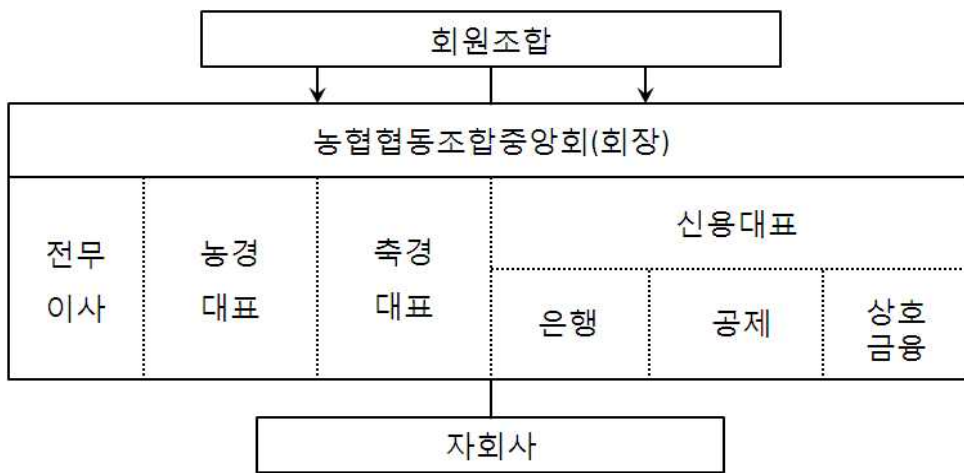 회원조합
농협협동조합중앙회(회장)
전무
이사
농경
대표
축경
대표
신용대표
은행
공제
상호
금융
자회사